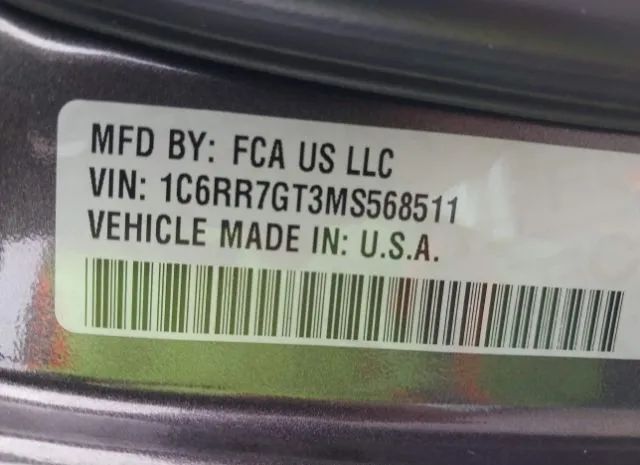 MFD BY: FCA US LLC
VIN: 1C6RR7GT3MS568511
VEHICLE MADE IN: U.S.A.